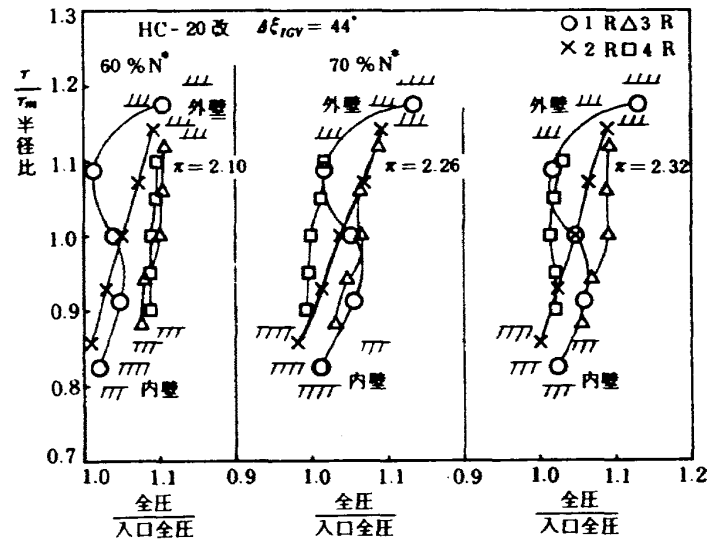 HC-20改 Δξ_IGV = 44°
○ 1 R △ 3 R
× 2 R □ 4 R
60 %N*
70 %N*
r/r_m
半径比
1.3
1.2
1.1
1.0
0.9
0.8
0.7
外壁
外壁
外壁
π=2.10
π=2.26
π=2.32
内壁
内壁
内壁
1.0 1.1 0.9 1.0 1.1 0.9 1.0 1.1 1.2
全圧 全圧 全圧
入口全圧 入口全圧 入口全圧